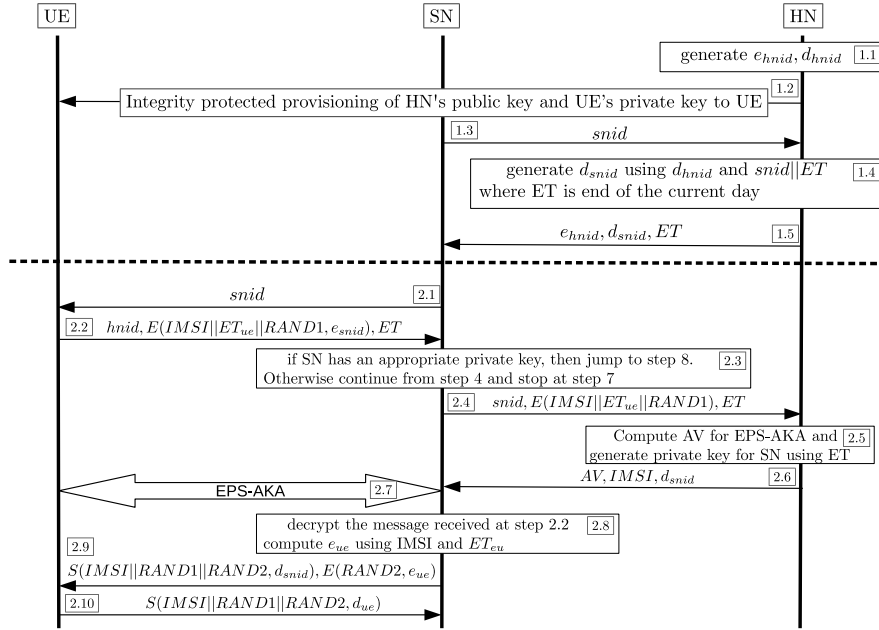 UE SN HN
generate e_hnid, d_hnid 1.1
Integrity protected provisioning of HN's public key and UE's private key to UE 1.2
1.3 snid
generate d_snid using d_hnid and snid||ET 1.4
where ET is end of the current day
e_hnid, d_snid, ET 1.5
snid 2.1
2.2 hnid, E(IMSI||ET_ue||RAND1, e_snid), ET
if SN has an appropriate private key, then jump to step 8. 2.3
Otherwise continue from step 4 and stop at step 7
2.4 snid, E(IMSI||ET_ue||RAND1), ET
Compute AV for EPS-AKA and 2.5
generate private key for SN using ET
AV, IMSI, d_snid 2.6
EPS-AKA 2.7
decrypt the message received at step 2.2 2.8
compute e_ue using IMSI and ET_eu
2.9
S(IMSI||RAND1||RAND2, d_snid), E(RAND2, e_ue)
2.10 S(IMSI||RAND1||RAND2, d_ue)